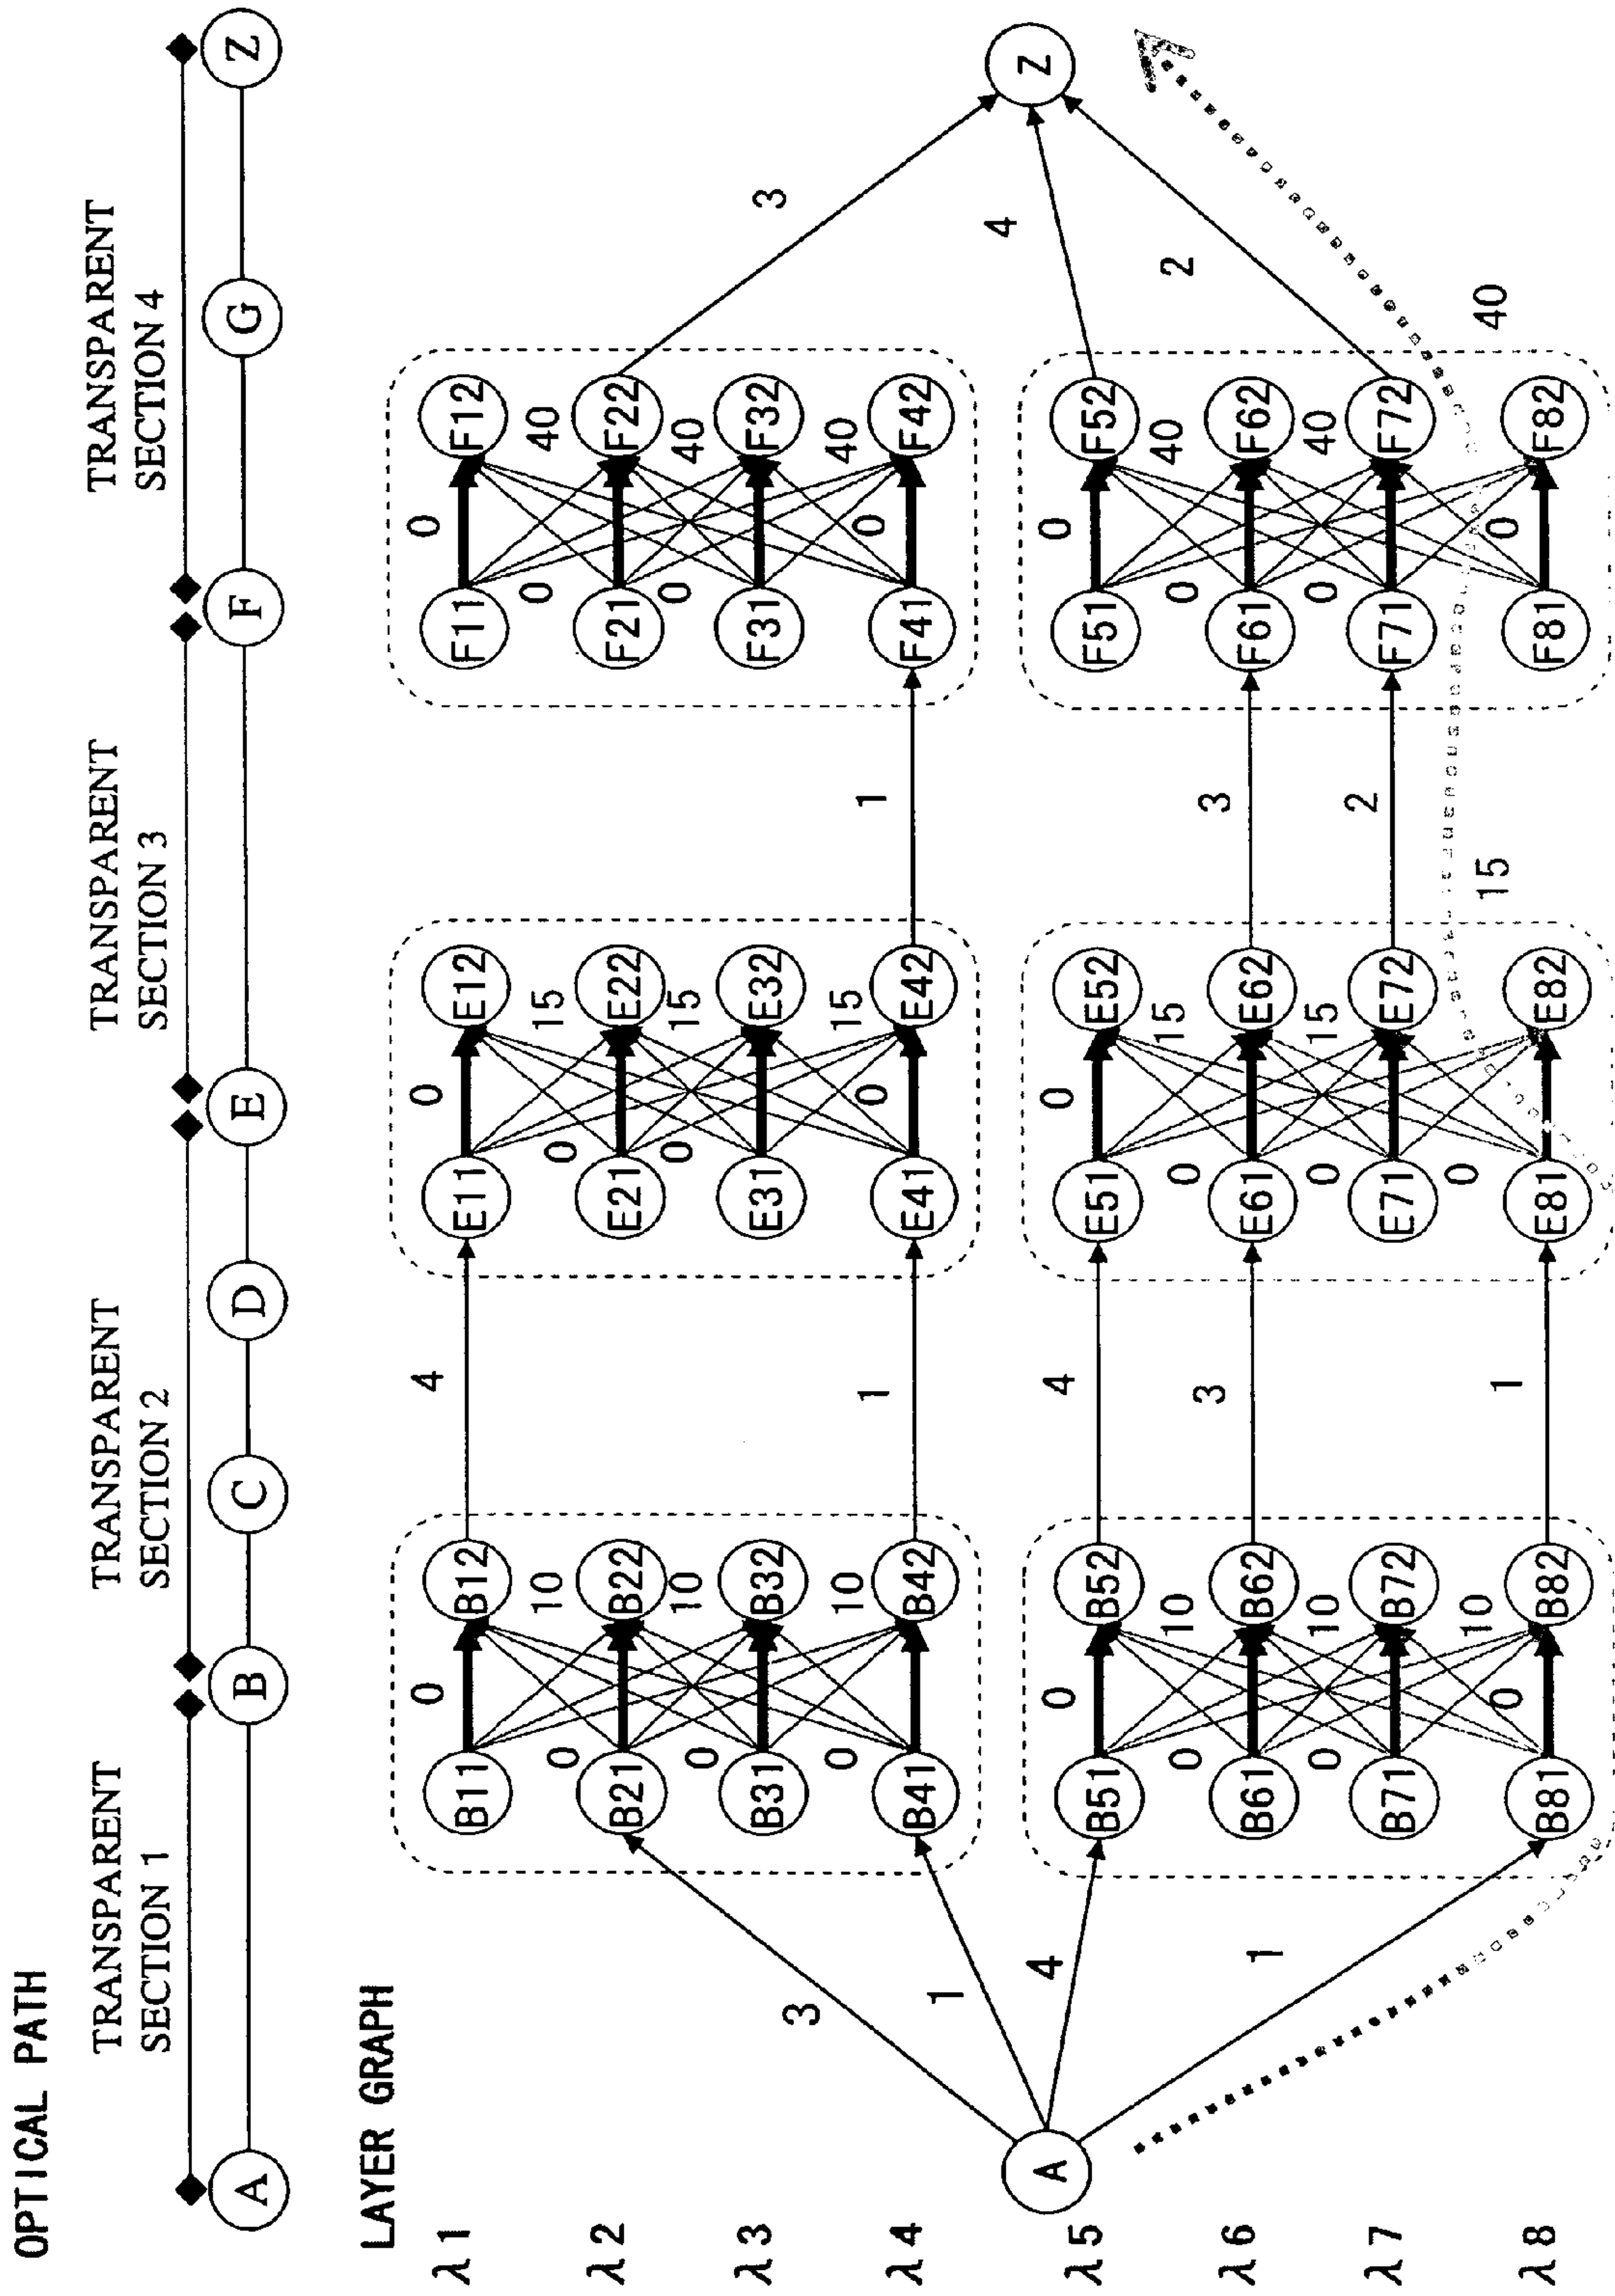 OPTICAL PATH
TRANSPARENT
SECTION 1
TRANSPARENT
SECTION 2
TRANSPARENT
SECTION 3
TRANSPARENT
SECTION 4
A
B
C
D
E
F
G
Z
LAYER GRAPH
λ1
λ2
λ3
λ4
λ5
λ6
λ7
λ8
A
3
1
4
1
B11
0
B12
10
0
B21
B22
10
0
B31
B32
10
0
B41
B42
B51
0
B52
10
0
B61
B62
10
0
B71
B72
10
0
B81
B82
4
1
4
3
1
E11
0
E12
15
0
E21
E22
15
0
E31
E32
15
0
E41
E42
E51
0
E52
15
0
E61
E62
15
0
E71
E72
0
E81
E82
15
1
3
2
F11
0
F12
40
0
F21
F22
40
0
F31
F32
40
0
F41
F42
F51
0
F52
40
0
F61
F62
40
0
F71
F72
0
F81
F82
40
3
4
2
Z